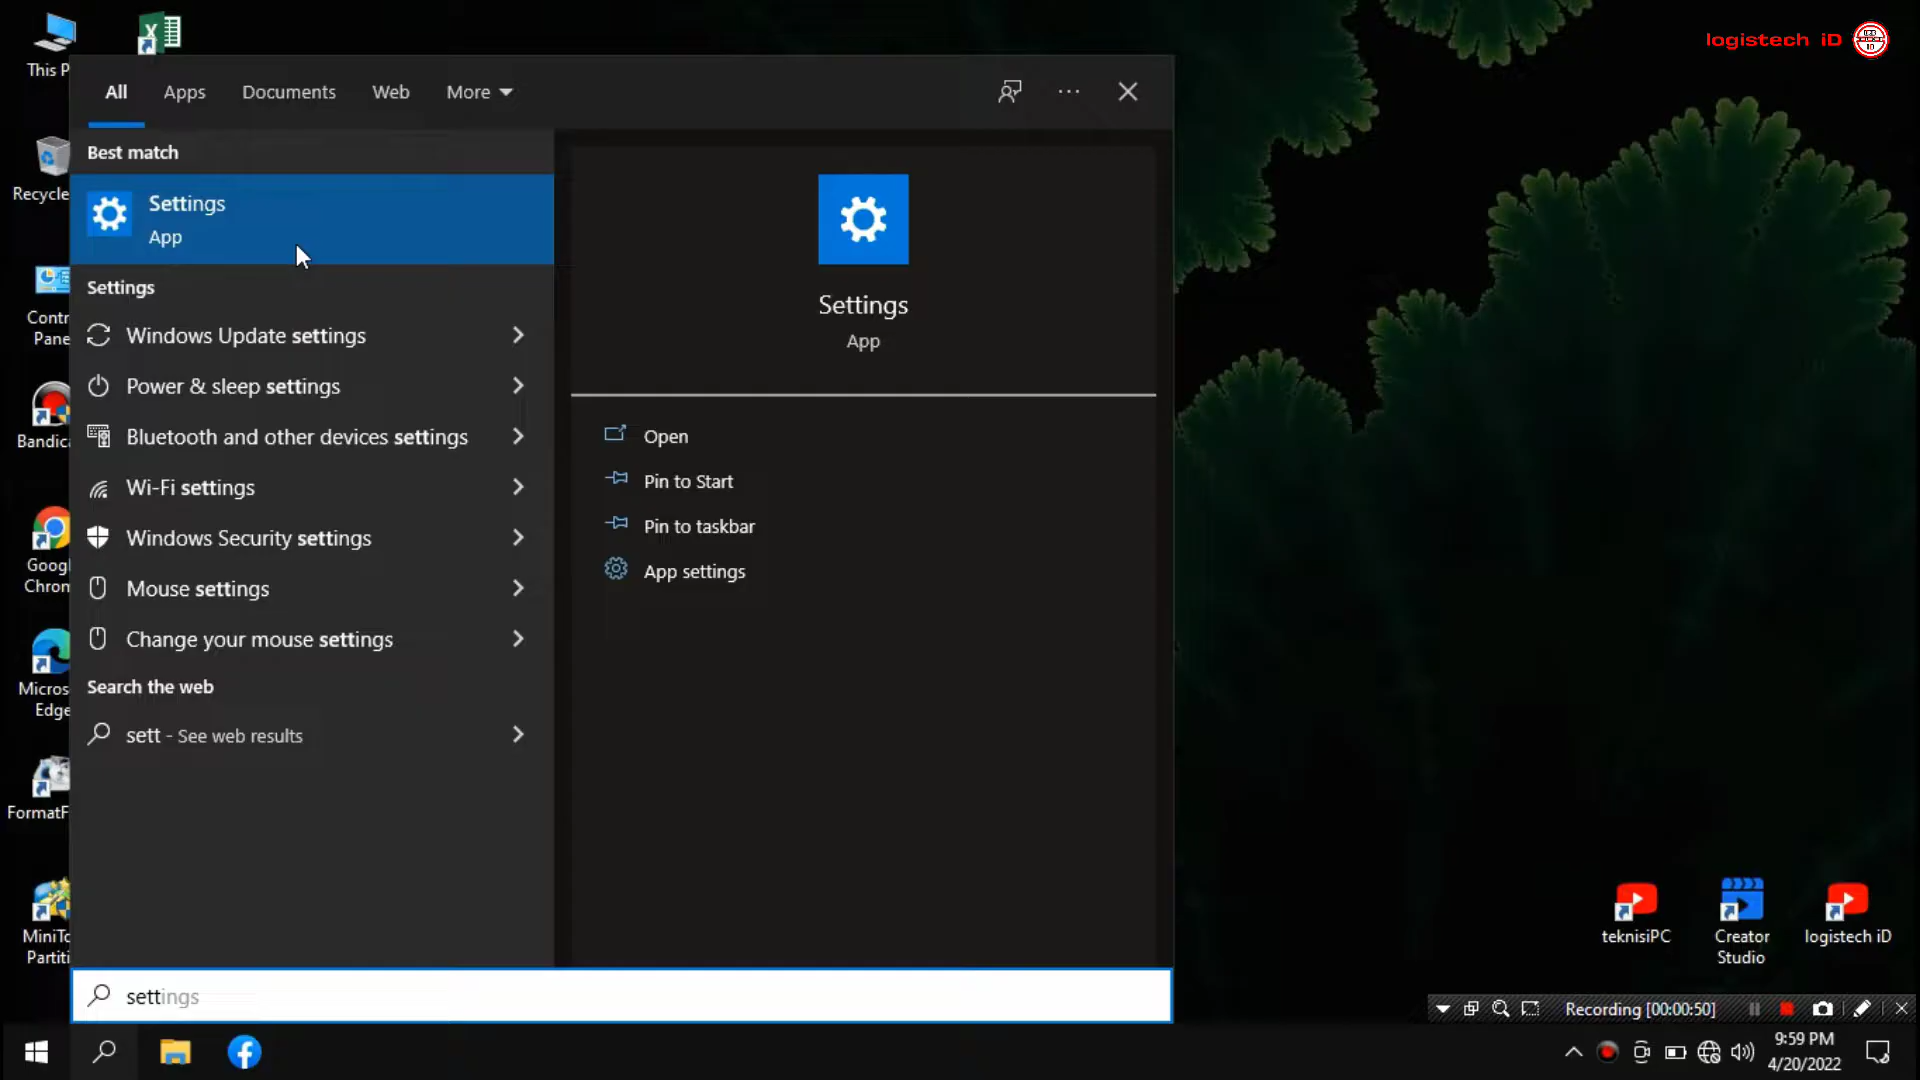 logistech iD
This P
All
Apps
Documents
Web
More
Best match
Settings
App
Settings
Windows Update settings
Power & sleep settings
Bluetooth and other devices settings
Wi-Fi settings
Windows Security settings
Mouse settings
Change your mouse settings
Search the web
sett - See web results
Settings
App
Open
Pin to Start
Pin to taskbar
App settings
Recycle
Contr
Pane
Bandica
Googl
Chrom
Micros
Edge
FormatF
MiniTo
Partiti
settings
teknisiPC
Creator
Studio
logistech iD
Recording [00:00:50]
9:59 PM
4/20/2022